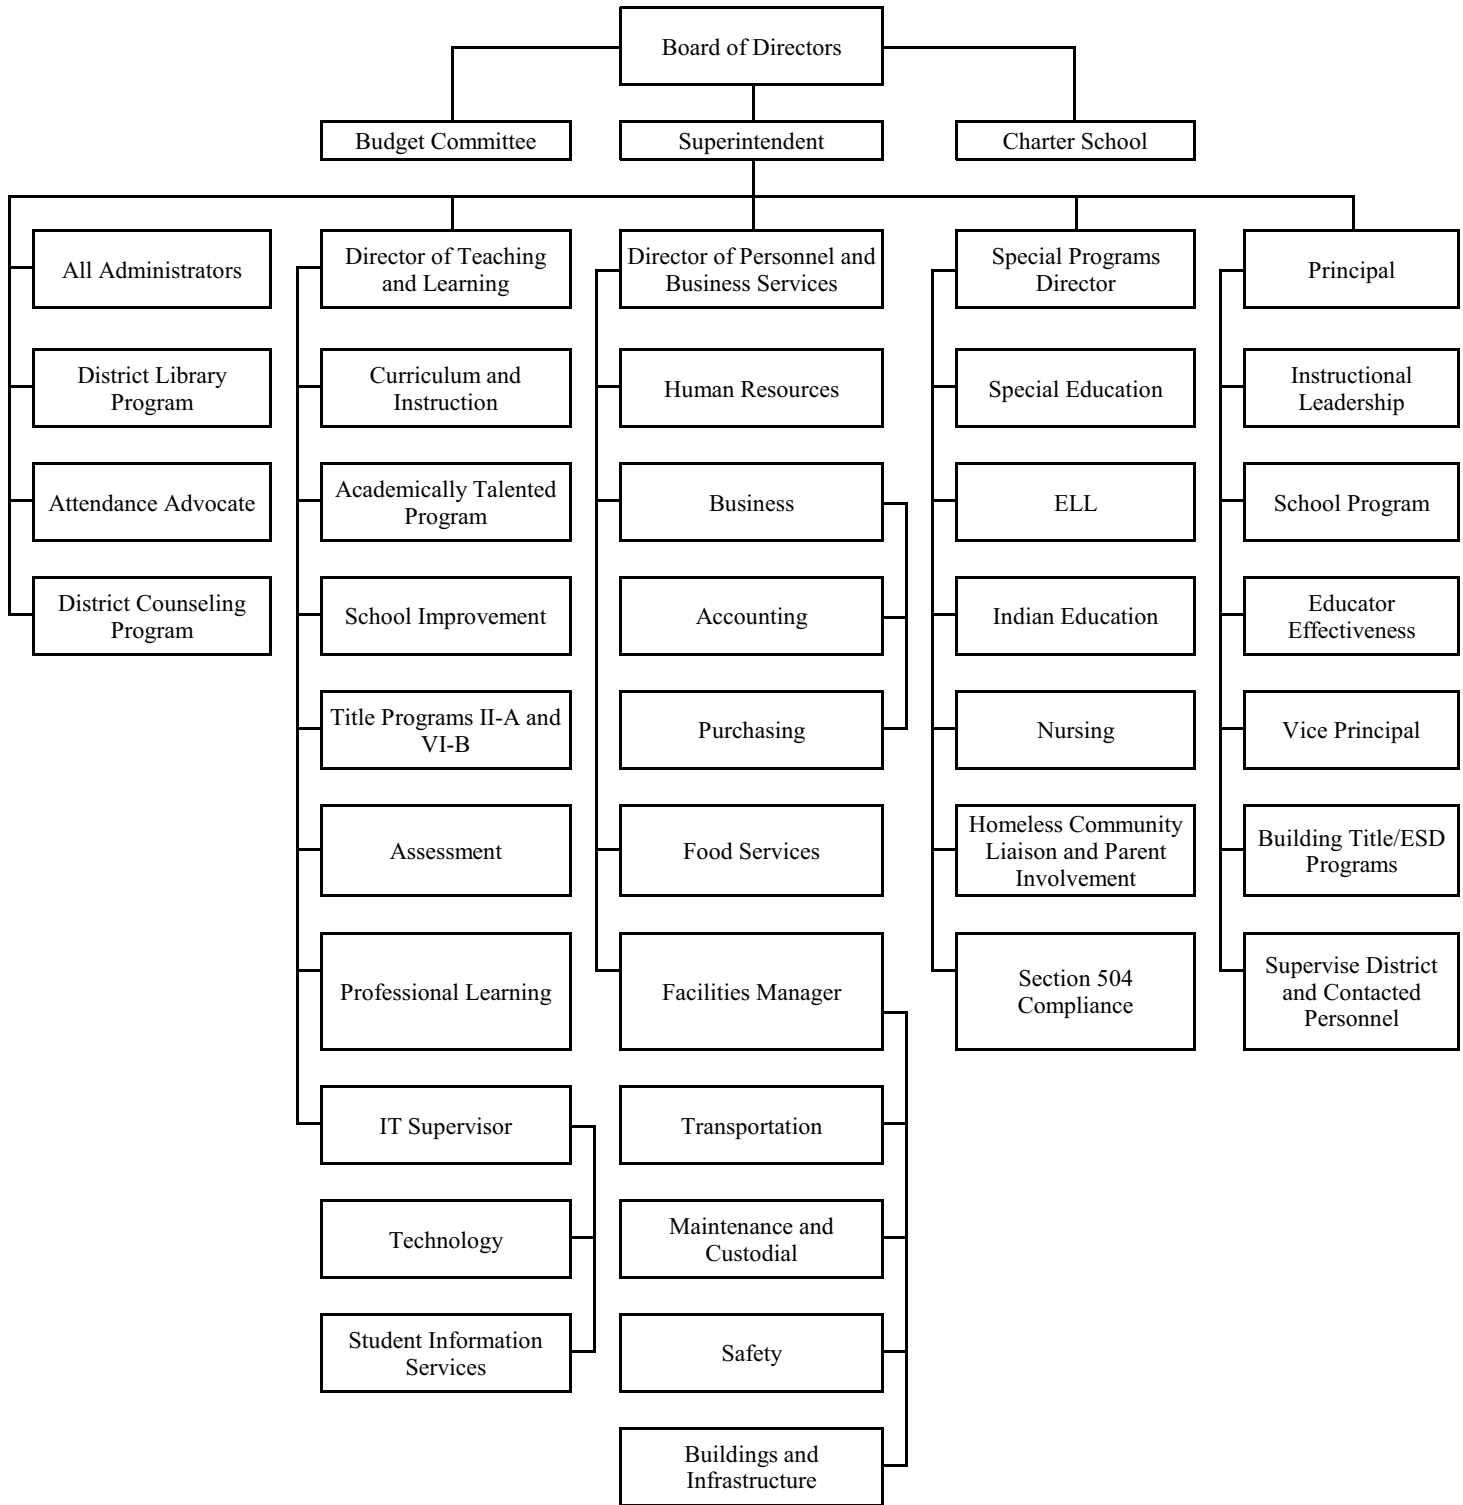 Board of Directors
Budget Committee
Superintendent
Charter School
All Administrators
Director of Teaching
and Learning
Director of Personnel and
Business Services
Special Programs
Director
Principal
District Library
Program
Curriculum and
Instruction
Human Resources
Special Education
Instructional
Leadership
Attendance Advocate
Academically Talented
Program
Business
ELL
School Program
District Counseling
Program
School Improvement
Accounting
Indian Education
Educator
Effectiveness
Title Programs II-A and
VI-B
Purchasing
Nursing
Vice Principal
Assessment
Food Services
Homeless Community
Liaison and Parent
Involvement
Building Title/ESD
Programs
Professional Learning
Facilities Manager
Section 504
Compliance
Supervise District
and Contacted
Personnel
IT Supervisor
Transportation
Technology
Maintenance and
Custodial
Student Information
Services
Safety
Buildings and
Infrastructure